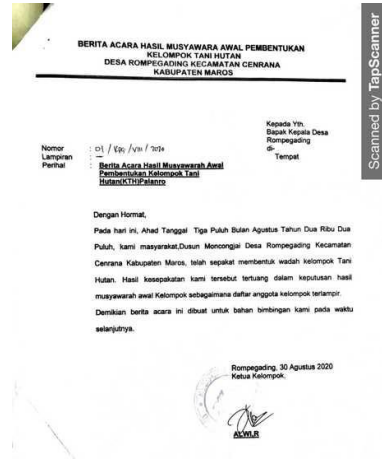 BERITA ACARA HASIL MUSYAWARA AWAL PEMBENTUKAN
KELOMPOK TANI HUTAN
DESA ROMPEGADING KECAMATAN CENRANA
KABUPATEN MAROS
Kepada Yth.
Bapak Kepala Desa
Rompegading
di-
Tempat
Nomor : 01 / / VIII / 2020
Lampiran : —
Perihal : Berita Acara Hasil Musyawarah Awal
Pembentukan Kelompok Tani
Hutan(KTH)Palanro
Dengan Hormat,
Pada hari ini, Ahad Tanggal Tiga Puluh Bulan Agustus Tahun Dua Ribu Dua
Puluh, kami masyarakat,Dusun Moncongjai Desa Rompegading Kecamatan
Cenrana Kabupaten Maros, telah sepakat membentuk wadah kelompok Tani
Hutan. Hasil kesepakatan kami tersebut tertuang dalam keputusan hasil
musyawarah awal Kelompok sebagaimana daftar anggota kelompok terlampir.
Demikian berita acara ini dibuat untuk bahan bimbingan kami pada waktu
selanjutnya.
Rompegading, 30 Agustus 2020
Ketua Kelompok,
ALWI.R
Scanned by TapScanner